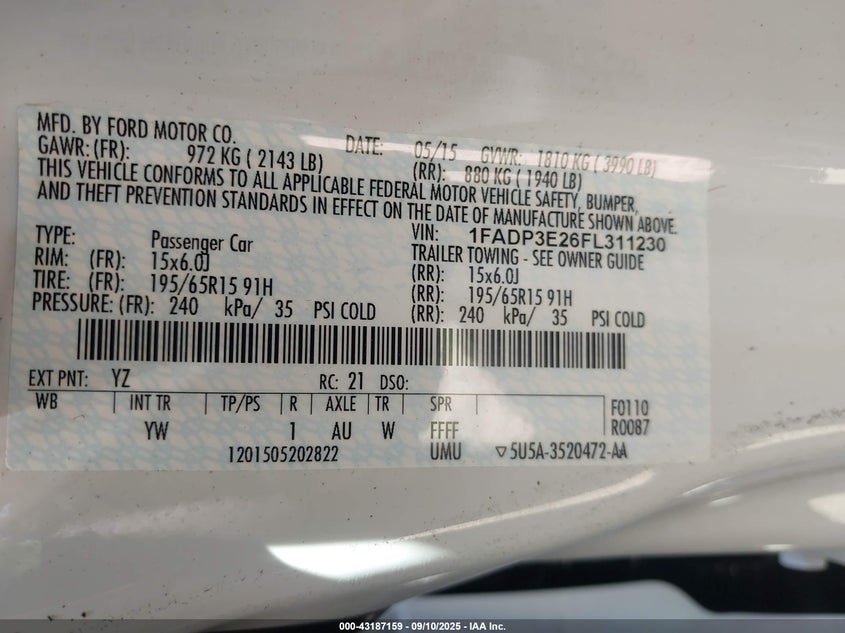 MFD. BY FORD MOTOR CO.
DATE: 05/15 GVWR: 1810 KG ( 3990 LB)
GAWR: (FR): 972 KG ( 2143 LB) (RR): 880 KG ( 1940 LB)
THIS VEHICLE CONFORMS TO ALL APPLICABLE FEDERAL MOTOR VEHICLE SAFETY, BUMPER,
AND THEFT PREVENTION STANDARDS IN EFFECT ON THE DATE OF MANUFACTURE SHOWN ABOVE.
VIN: 1FADP3E26FL311230
TYPE: Passenger Car TRAILER TOWING - SEE OWNER GUIDE
RIM: (FR): 15x6.0J (RR): 15x6.0J
TIRE: (FR): 195/65R15 91H (RR): 195/65R15 91H
PRESSURE: (FR): 240 kPa/ 35 PSI COLD (RR): 240 kPa/ 35 PSI COLD
EXT PNT: YZ RC: 21 DSO:
WB INT TR TP/PS R AXLE TR SPR F0110
YW 1 AU W FFFF R0087
1201505202822 UMU ▽5U5A-3520472-AA
000-43187159 — 09/10/2025 — IAA Inc.